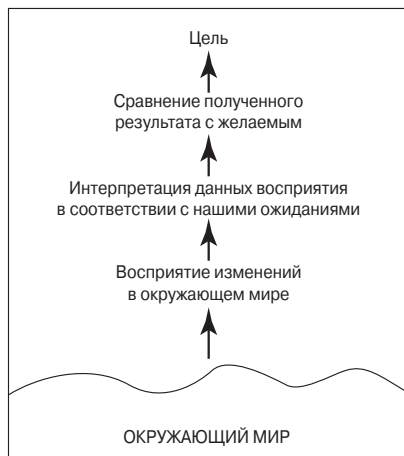 Цель
Сравнение полученного
результата с желаемым
Интерпретация данных восприятия
в соответствии с нашими ожиданиями
Восприятие изменений
в окружающем мире
ОКРУЖАЮЩИЙ МИР